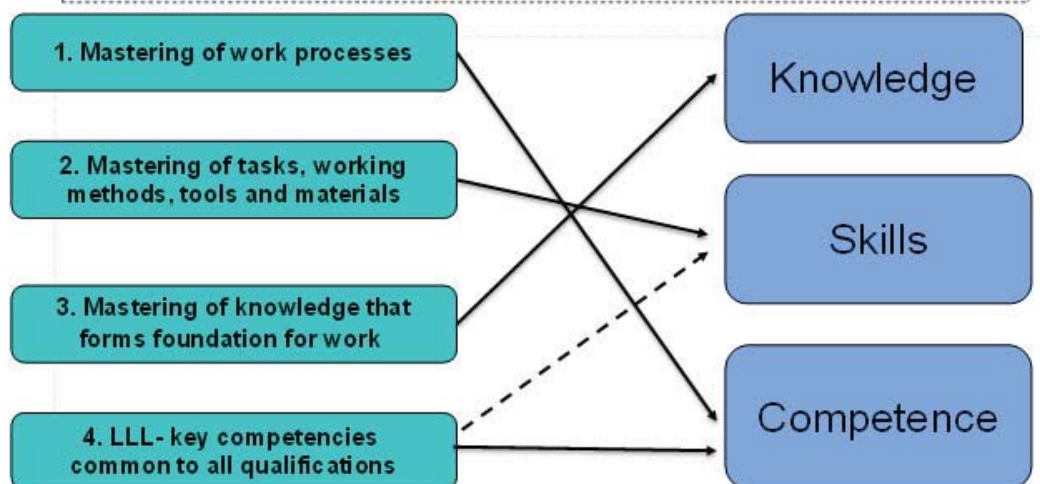 1. Mastering of work processes
2. Mastering of tasks, working
methods, tools and materials
3. Mastering of knowledge that
forms foundation for work
4. LLL- key competencies
common to all qualifications
Knowledge
Skills
Competence